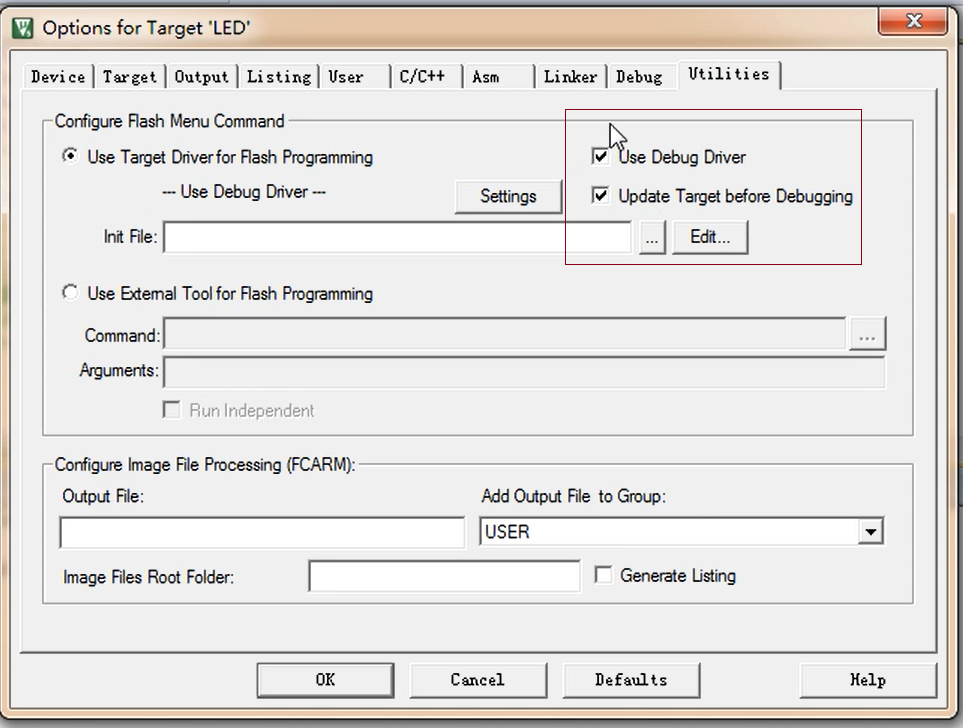 Options for Target 'LED'
Device Target Output Listing User C/C++ Asm Linker Debug Utilities
Configure Flash Menu Command
Use Target Driver for Flash Programming
Use Debug Driver
--- Use Debug Driver ---
Settings
Update Target before Debugging
Init File:
...
Edit...
Use External Tool for Flash Programming
Command:
...
Arguments:
Run Independent
Configure Image File Processing (FCARM):
Output File:
Add Output File to Group:
USER
Image Files Root Folder:
Generate Listing
OK Cancel Defaults Help